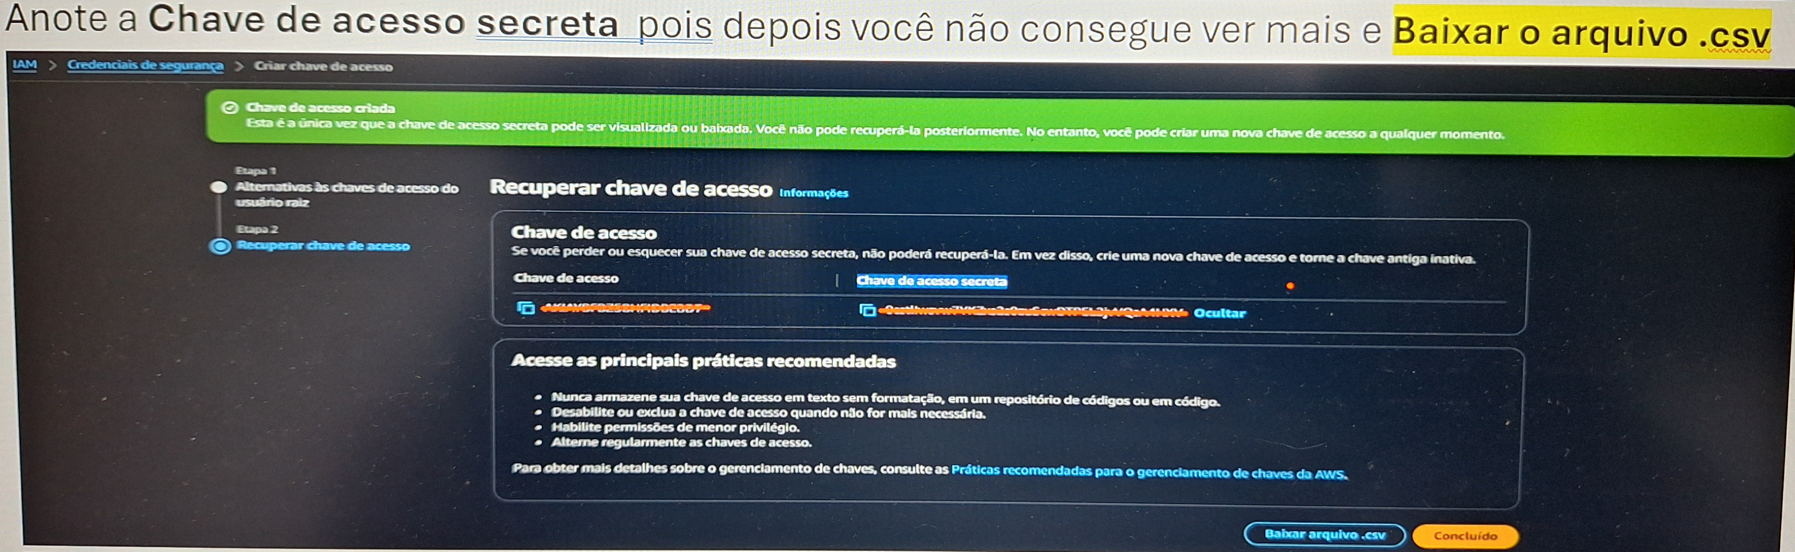 Anote a Chave de acesso secreta pois depois você não consegue ver mais e Baixar o arquivo .csv
IAM > Credenciais de segurança > Criar chave de acesso
Chave de acesso criada
Esta é a única vez que a chave de acesso secreta pode ser visualizada ou baixada. Você não pode recuperá-la posteriormente. No entanto, você pode criar uma nova chave de acesso a qualquer momento.
Etapa 1
Alternativas às chaves de acesso do
usuário raiz
Etapa 2
Recuperar chave de acesso
Recuperar chave de acesso Informações
Chave de acesso
Se você perder ou esquecer sua chave de acesso secreta, não poderá recuperá-la. Em vez disso, crie uma nova chave de acesso e torne a chave antiga inativa.
Chave de acesso | Chave de acesso secreta
Ocultar
Acesse as principais práticas recomendadas
• Nunca armazene sua chave de acesso em texto sem formatação, em um repositório de códigos ou em código.
• Desabilite ou exclua a chave de acesso quando não for mais necessária.
• Habilite permissões de menor privilégio.
• Alterne regularmente as chaves de acesso.
Para obter mais detalhes sobre o gerenciamento de chaves, consulte as Práticas recomendadas para o gerenciamento de chaves da AWS.
Baixar arquivo .csv
Concluído